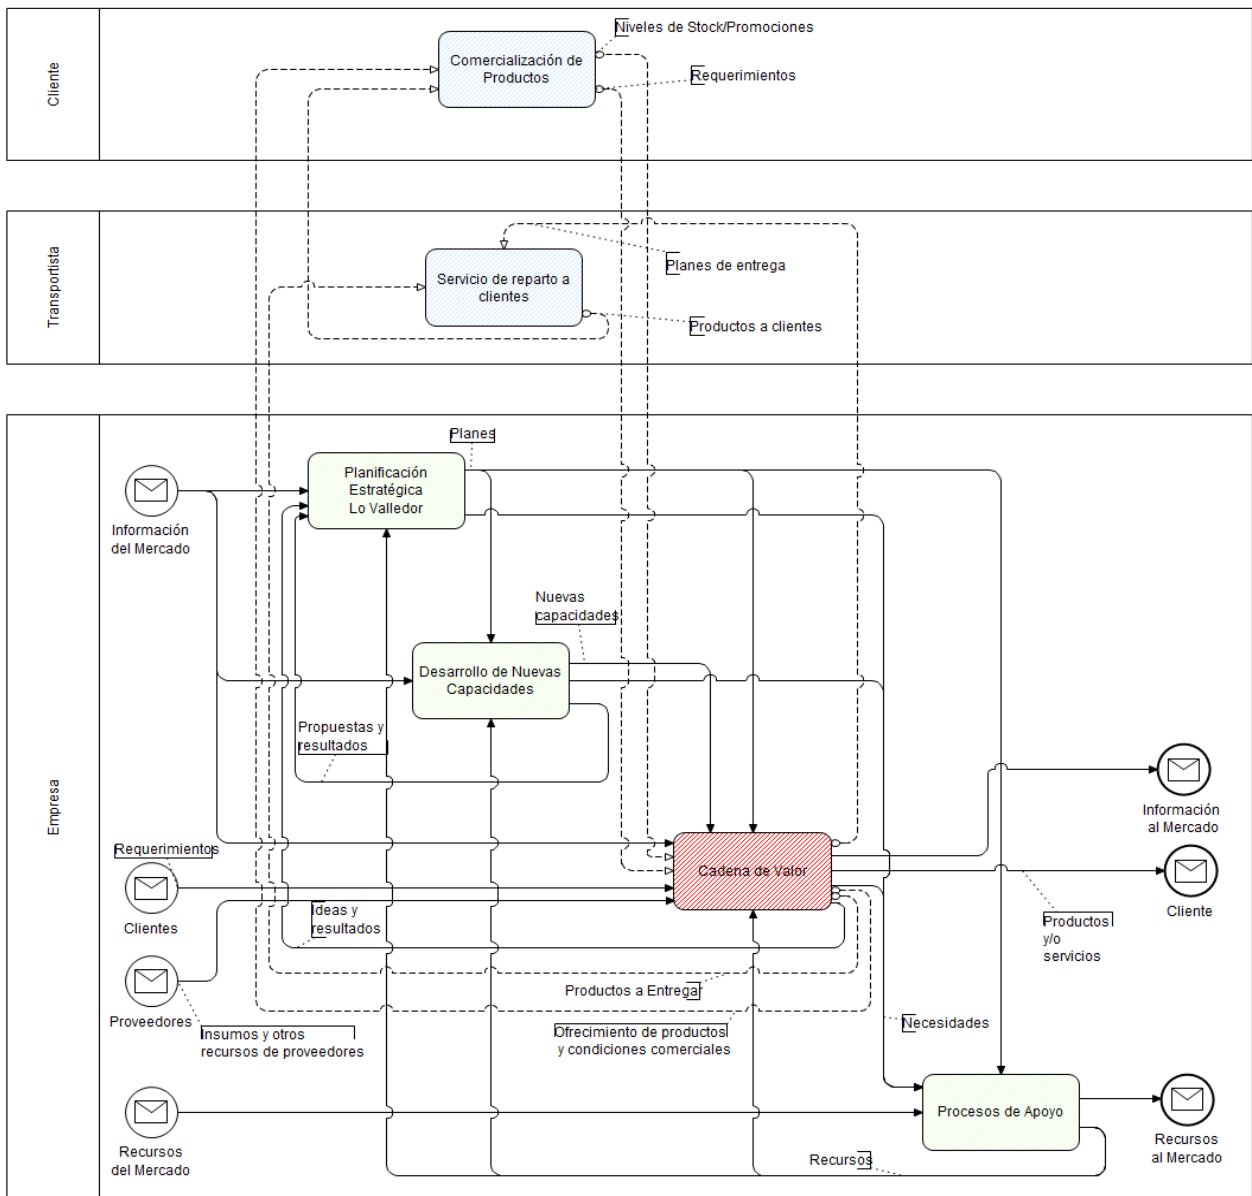 Cliente
Niveles de Stock/Promociones
Comercialización de
Productos
Requerimientos
Transportista
Servicio de reparto a
clientes
Planes de entrega
Productos a clientes
Empresa
Planes
Planificación
Estratégica
Lo Valledor
Información
del Mercado
Nuevas
capacidades
Desarrollo de Nuevas
Capacidades
Propuestas y
resultados
Información
al Mercado
Requerimientos
Cadena de Valor
Clientes
Ideas y
resultados
Cliente
Productos
y/o
servicios
Productos a Entregar
Proveedores
Insumos y otros
recursos de proveedores
Ofrecimiento de productos
y condiciones comerciales
Necesidades
Procesos de Apoyo
Recursos
del Mercado
Recursos
al Mercado
Recursos